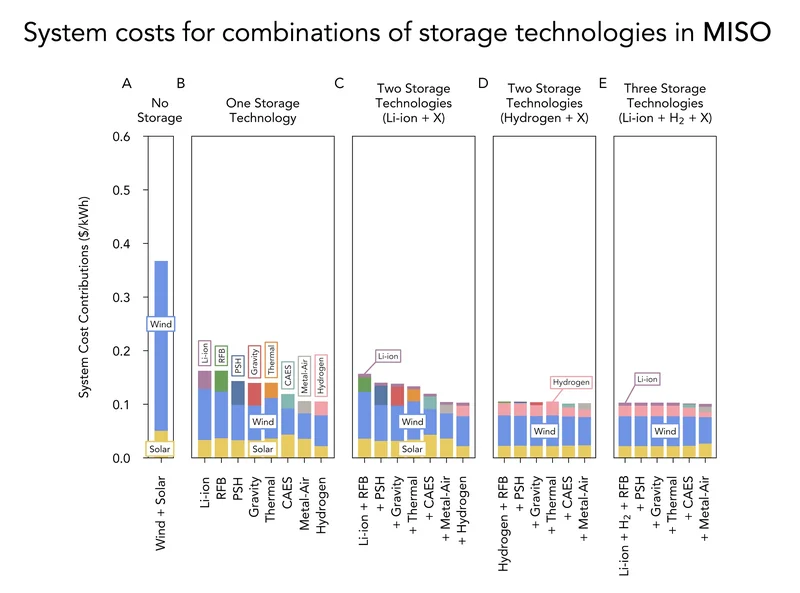 System costs for combinations of storage technologies in MISO
A
No
Storage
B
One Storage
Technology
C
Two Storage
Technologies
(Li-ion + X)
D
Two Storage
Technologies
(Hydrogen + X)
E
Three Storage
Technologies
(Li-ion + H₂ + X)
System Cost Contributions ($/kWh)
0.6
0.5
0.4
0.3
0.2
0.1
0.0
Wind
Solar
Li-ion
RFB
PSH
Gravity
Thermal
CAES
Metal-Air
Hydrogen
Wind
Solar
Li-ion
Wind
Solar
Hydrogen
Wind
Li-ion
Wind
Wind + Solar
Li-ion
RFB
PSH
Gravity
Thermal
CAES
Metal-Air
Hydrogen
Li-ion + RFB
+ PSH
+ Gravity
+ Thermal
+ CAES
+ Metal-Air
+ Hydrogen
Hydrogen + RFB
+ PSH
+ Gravity
+ Thermal
+ CAES
+ Metal-Air
Li-ion + H₂ + RFB
+ PSH
+ Gravity
+ Thermal
+ CAES
+ Metal-Air